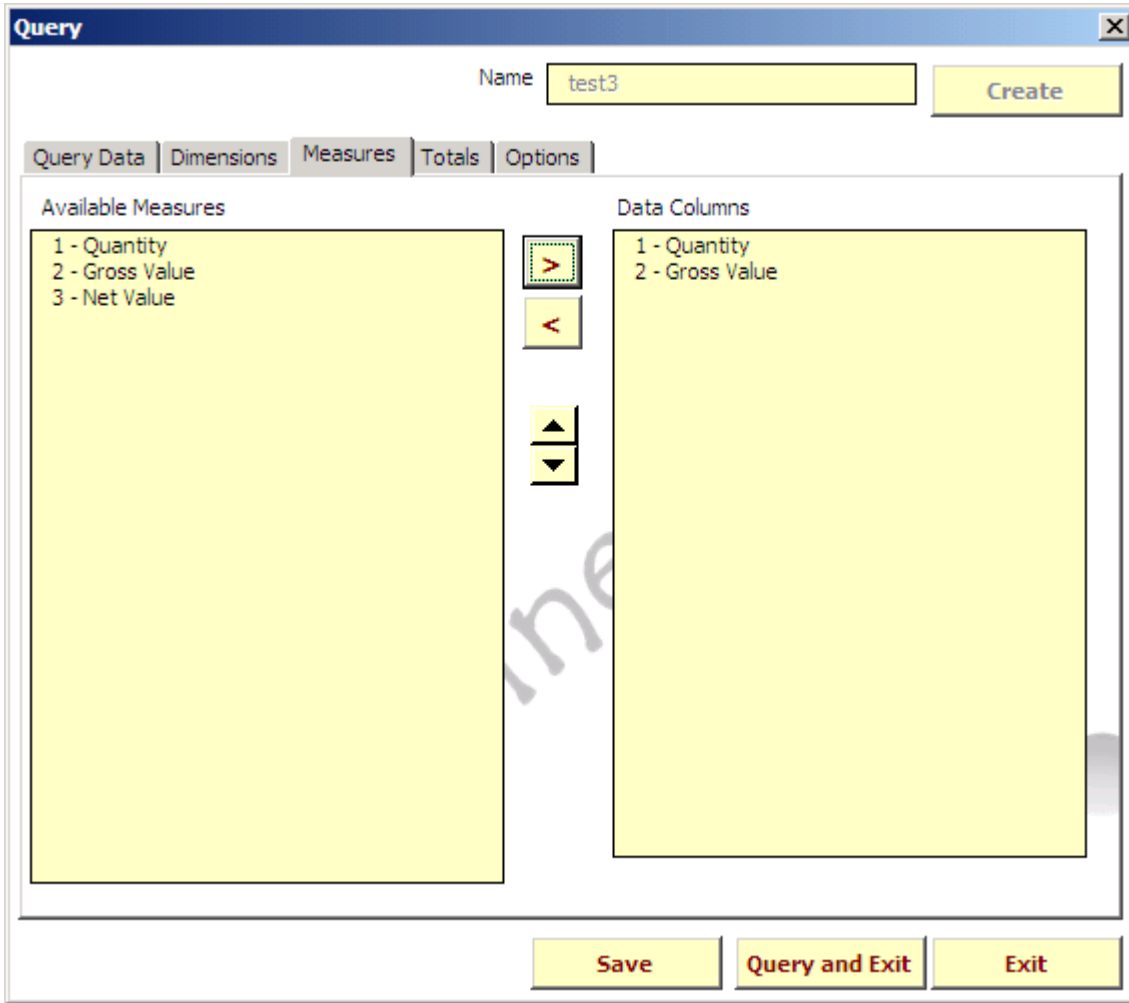 Query
Name test3 Create
Query Data Dimensions Measures Totals Options
Available Measures
1 - Quantity
2 - Gross Value
3 - Net Value
>
<
Data Columns
1 - Quantity
2 - Gross Value
ne
Save Query and Exit Exit